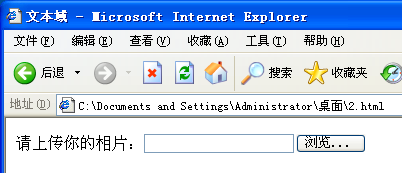 文本域 - Microsoft Internet Explorer
文件(F) 编辑(E) 查看(V) 收藏(A) 工具(T) 帮助(H)
后退 搜索 收藏夹
地址(D) C:\Documents and Settings\Administrator\桌面\2.html
请上传你的相片: 浏览...